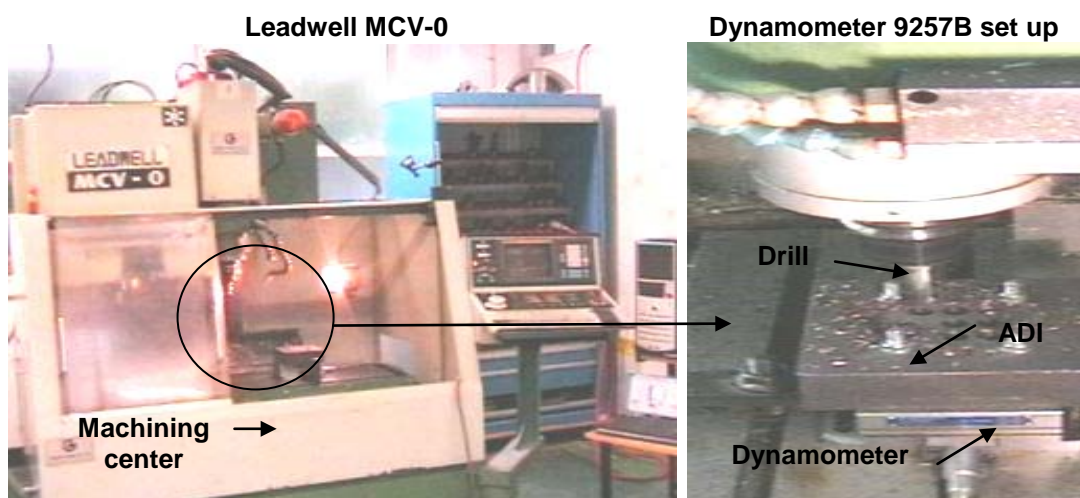 Leadwell MCV-0
Dynamometer 9257B set up
LEADWELL
MCV - 0
Machining
center
Drill
ADI
Dynamometer